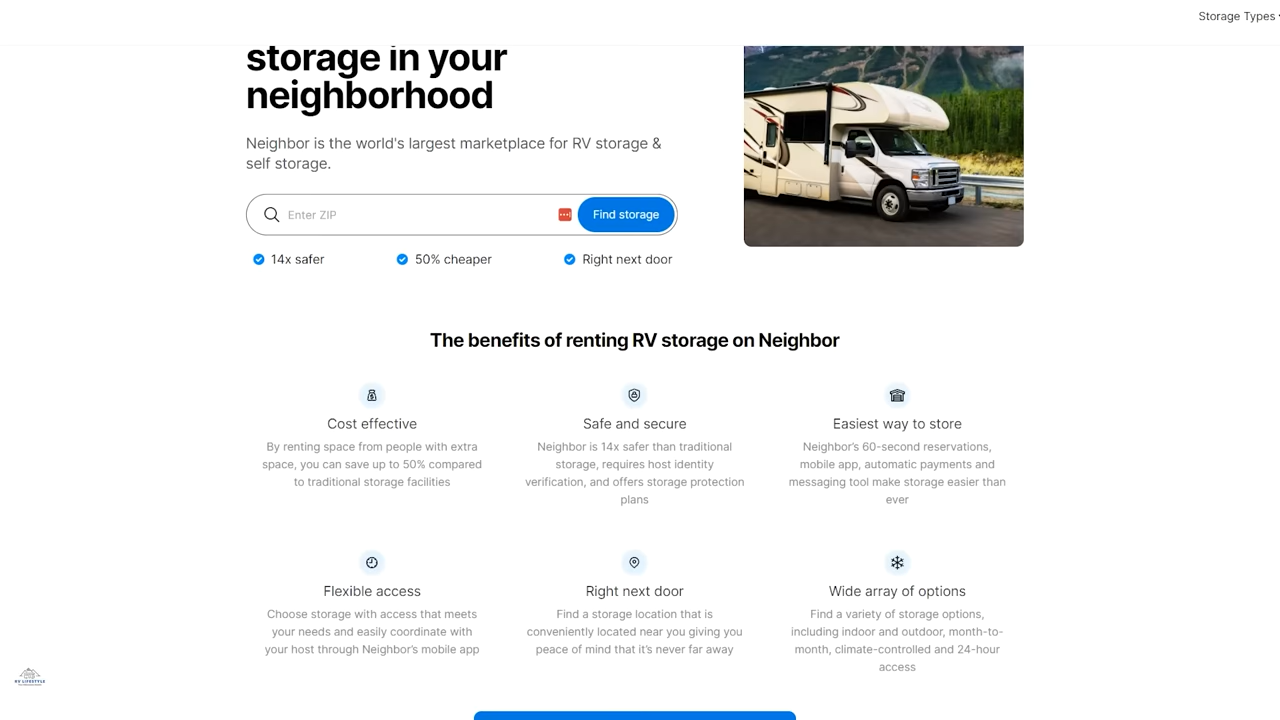 Storage Types
storage in your
neighborhood
Neighbor is the world's largest marketplace for RV storage &
self storage.
Enter ZIP
Find storage
14x safer
50% cheaper
Right next door
The benefits of renting RV storage on Neighbor
Cost effective
By renting space from people with extra
space, you can save up to 50% compared
to traditional storage facilities
Safe and secure
Neighbor is 14x safer than traditional
storage, requires host identity
verification, and offers storage protection
plans
Easiest way to store
Neighbor's 60-second reservations,
mobile app, automatic payments and
messaging tool make storage easier than
ever
Flexible access
Choose storage with access that meets
your needs and easily coordinate with
your host through Neighbor's mobile app
Right next door
Find a storage location that is
conveniently located near you giving you
peace of mind that it's never far away
Wide array of options
Find a variety of storage options,
including indoor and outdoor, month-to-
month, climate-controlled and 24-hour
access
RV LIFESTYLE